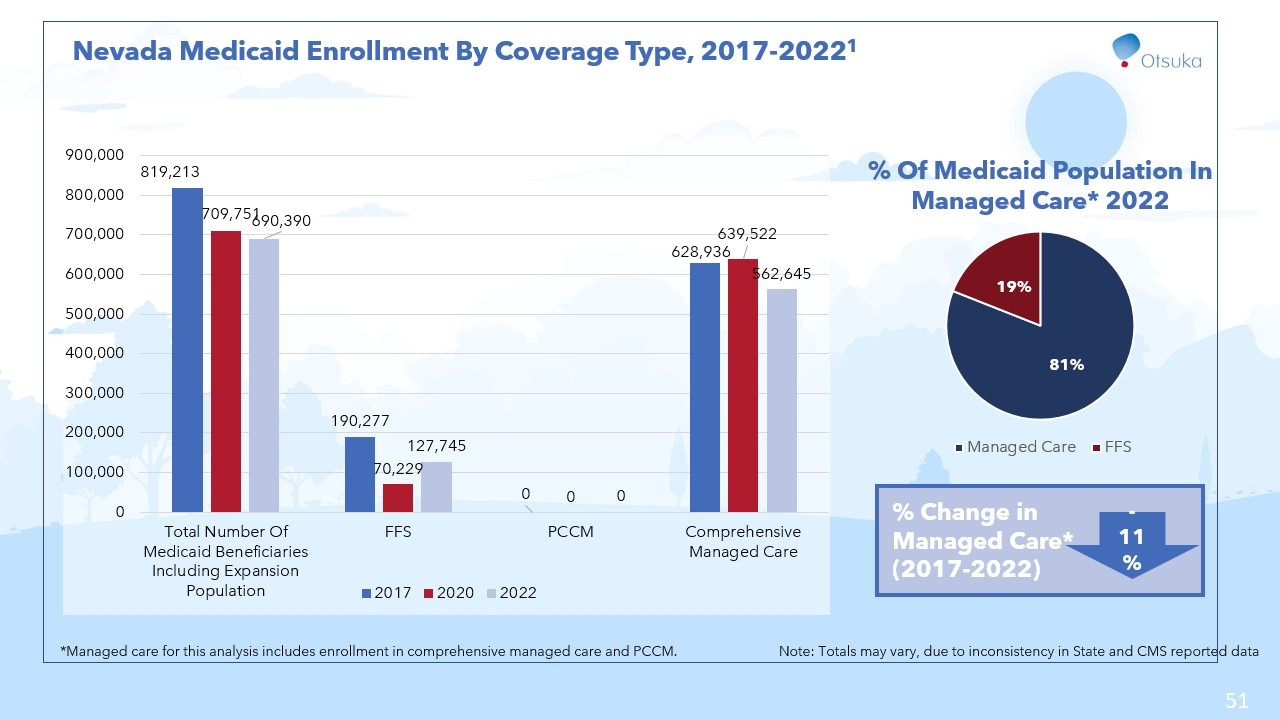 Nevada Medicaid Enrollment By Coverage Type, 2017-2022¹
Otsuka
900,000
800,000
700,000
600,000
500,000
400,000
300,000
200,000
100,000
0
819,213
709,751
690,390
190,277
70,229
127,745
0
0
0
628,936
639,522
562,645
Total Number Of
Medicaid Beneficiaries
Including Expansion
Population
FFS
PCCM
Comprehensive
Managed Care
2017 2020 2022
% Of Medicaid Population In
Managed Care* 2022
19%
81%
Managed Care FFS
% Change in
Managed Care*
(2017-2022)
-
11
%
*Managed care for this analysis includes enrollment in comprehensive managed care and PCCM.
Note: Totals may vary, due to inconsistency in State and CMS reported data
51